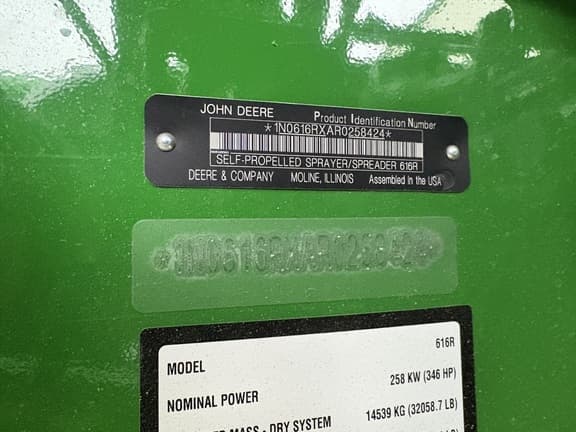 JOHN DEERE Product Identification Number
*1N0616RXAR0258424*
SELF-PROPELLED SPRAYER/SPREADER 616R
DEERE & COMPANY MOLINE, ILLINOIS Assembled in the USA
*1N0616RXAR0258424*
MODEL 616R
NOMINAL POWER 258 KW (346 HP)
MASS - DRY SYSTEM 14539 KG (32058.7 LB)